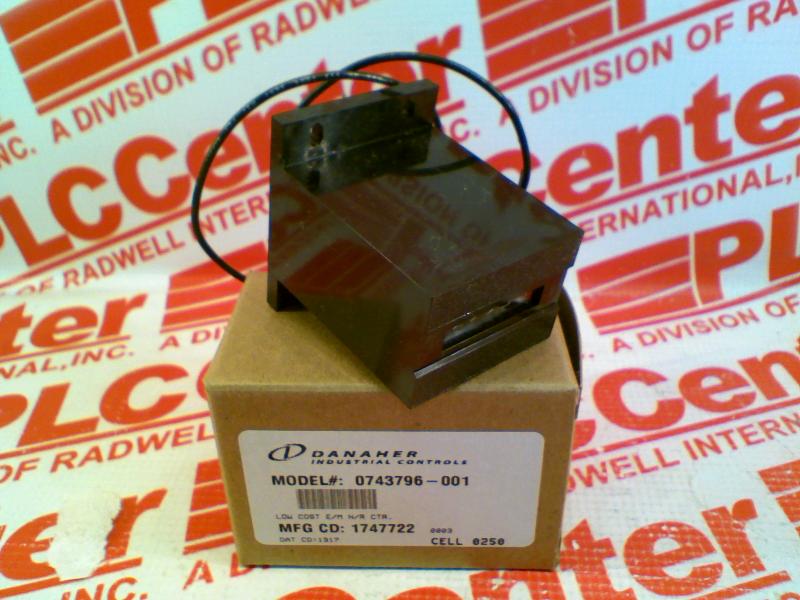 PLCCenter
A DIVISION OF RADWELL INTERNATIONAL, INC.
DANAHER
INDUSTRIAL CONTROLS
MODEL#: 0743796-001
LOW COST E/M N/R CTR.
MFG CD: 1747722 0003
DAT CD:1317 CELL 0250